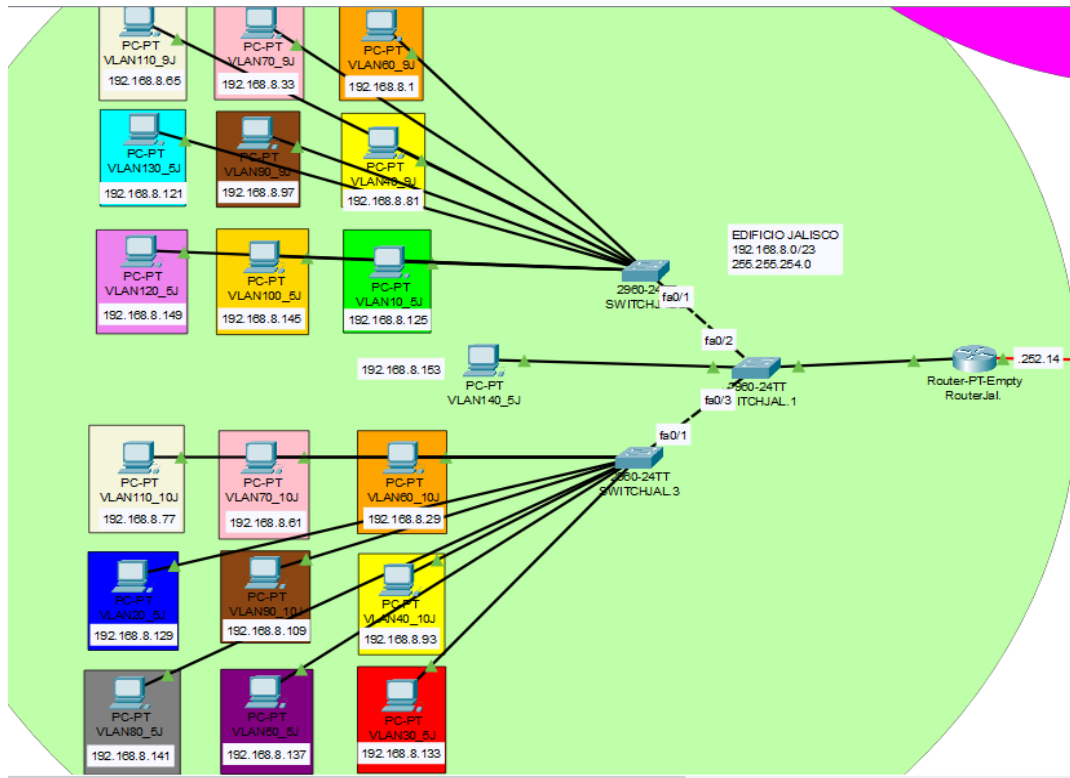 PC-PT
VLAN110_9J
192.168.8.65
PC-PT
VLAN70_9J
192.168.8.33
PC-PT
VLAN60_9J
192.168.8.1
PC-PT
VLAN130_5J
192.168.8.121
PC-PT
VLAN90_9J
192.168.8.97
PC-PT
VLAN40_9J
192.168.8.81
PC-PT
VLAN120_5J
192.168.8.149
PC-PT
VLAN100_5J
192.168.8.145
PC-PT
VLAN10_5J
192.168.8.125
EDIFICIO JALISCO
192.168.8.0/23
255.255.254.0
2960-24
SWITCHJAL
fa0/1
fa0/2
192.168.8.153
PC-PT
VLAN140_5J
2960-24TT
fa0/3
fa0/1
Router-PT-Empty
RouterJal.
.252.14
2960-24TT
SWITCHJAL.3
PC-PT
VLAN110_10J
192.168.8.77
PC-PT
VLAN70_10J
192.168.8.61
PC-PT
VLAN60_10J
192.168.8.29
PC-PT
VLAN20_5J
192.168.8.129
PC-PT
VLAN90_10J
192.168.8.109
PC-PT
VLAN40_10J
192.168.8.93
PC-PT
VLAN80_5J
192.168.8.141
PC-PT
VLAN50_5J
192.168.8.137
PC-PT
VLAN30_5J
192.168.8.133